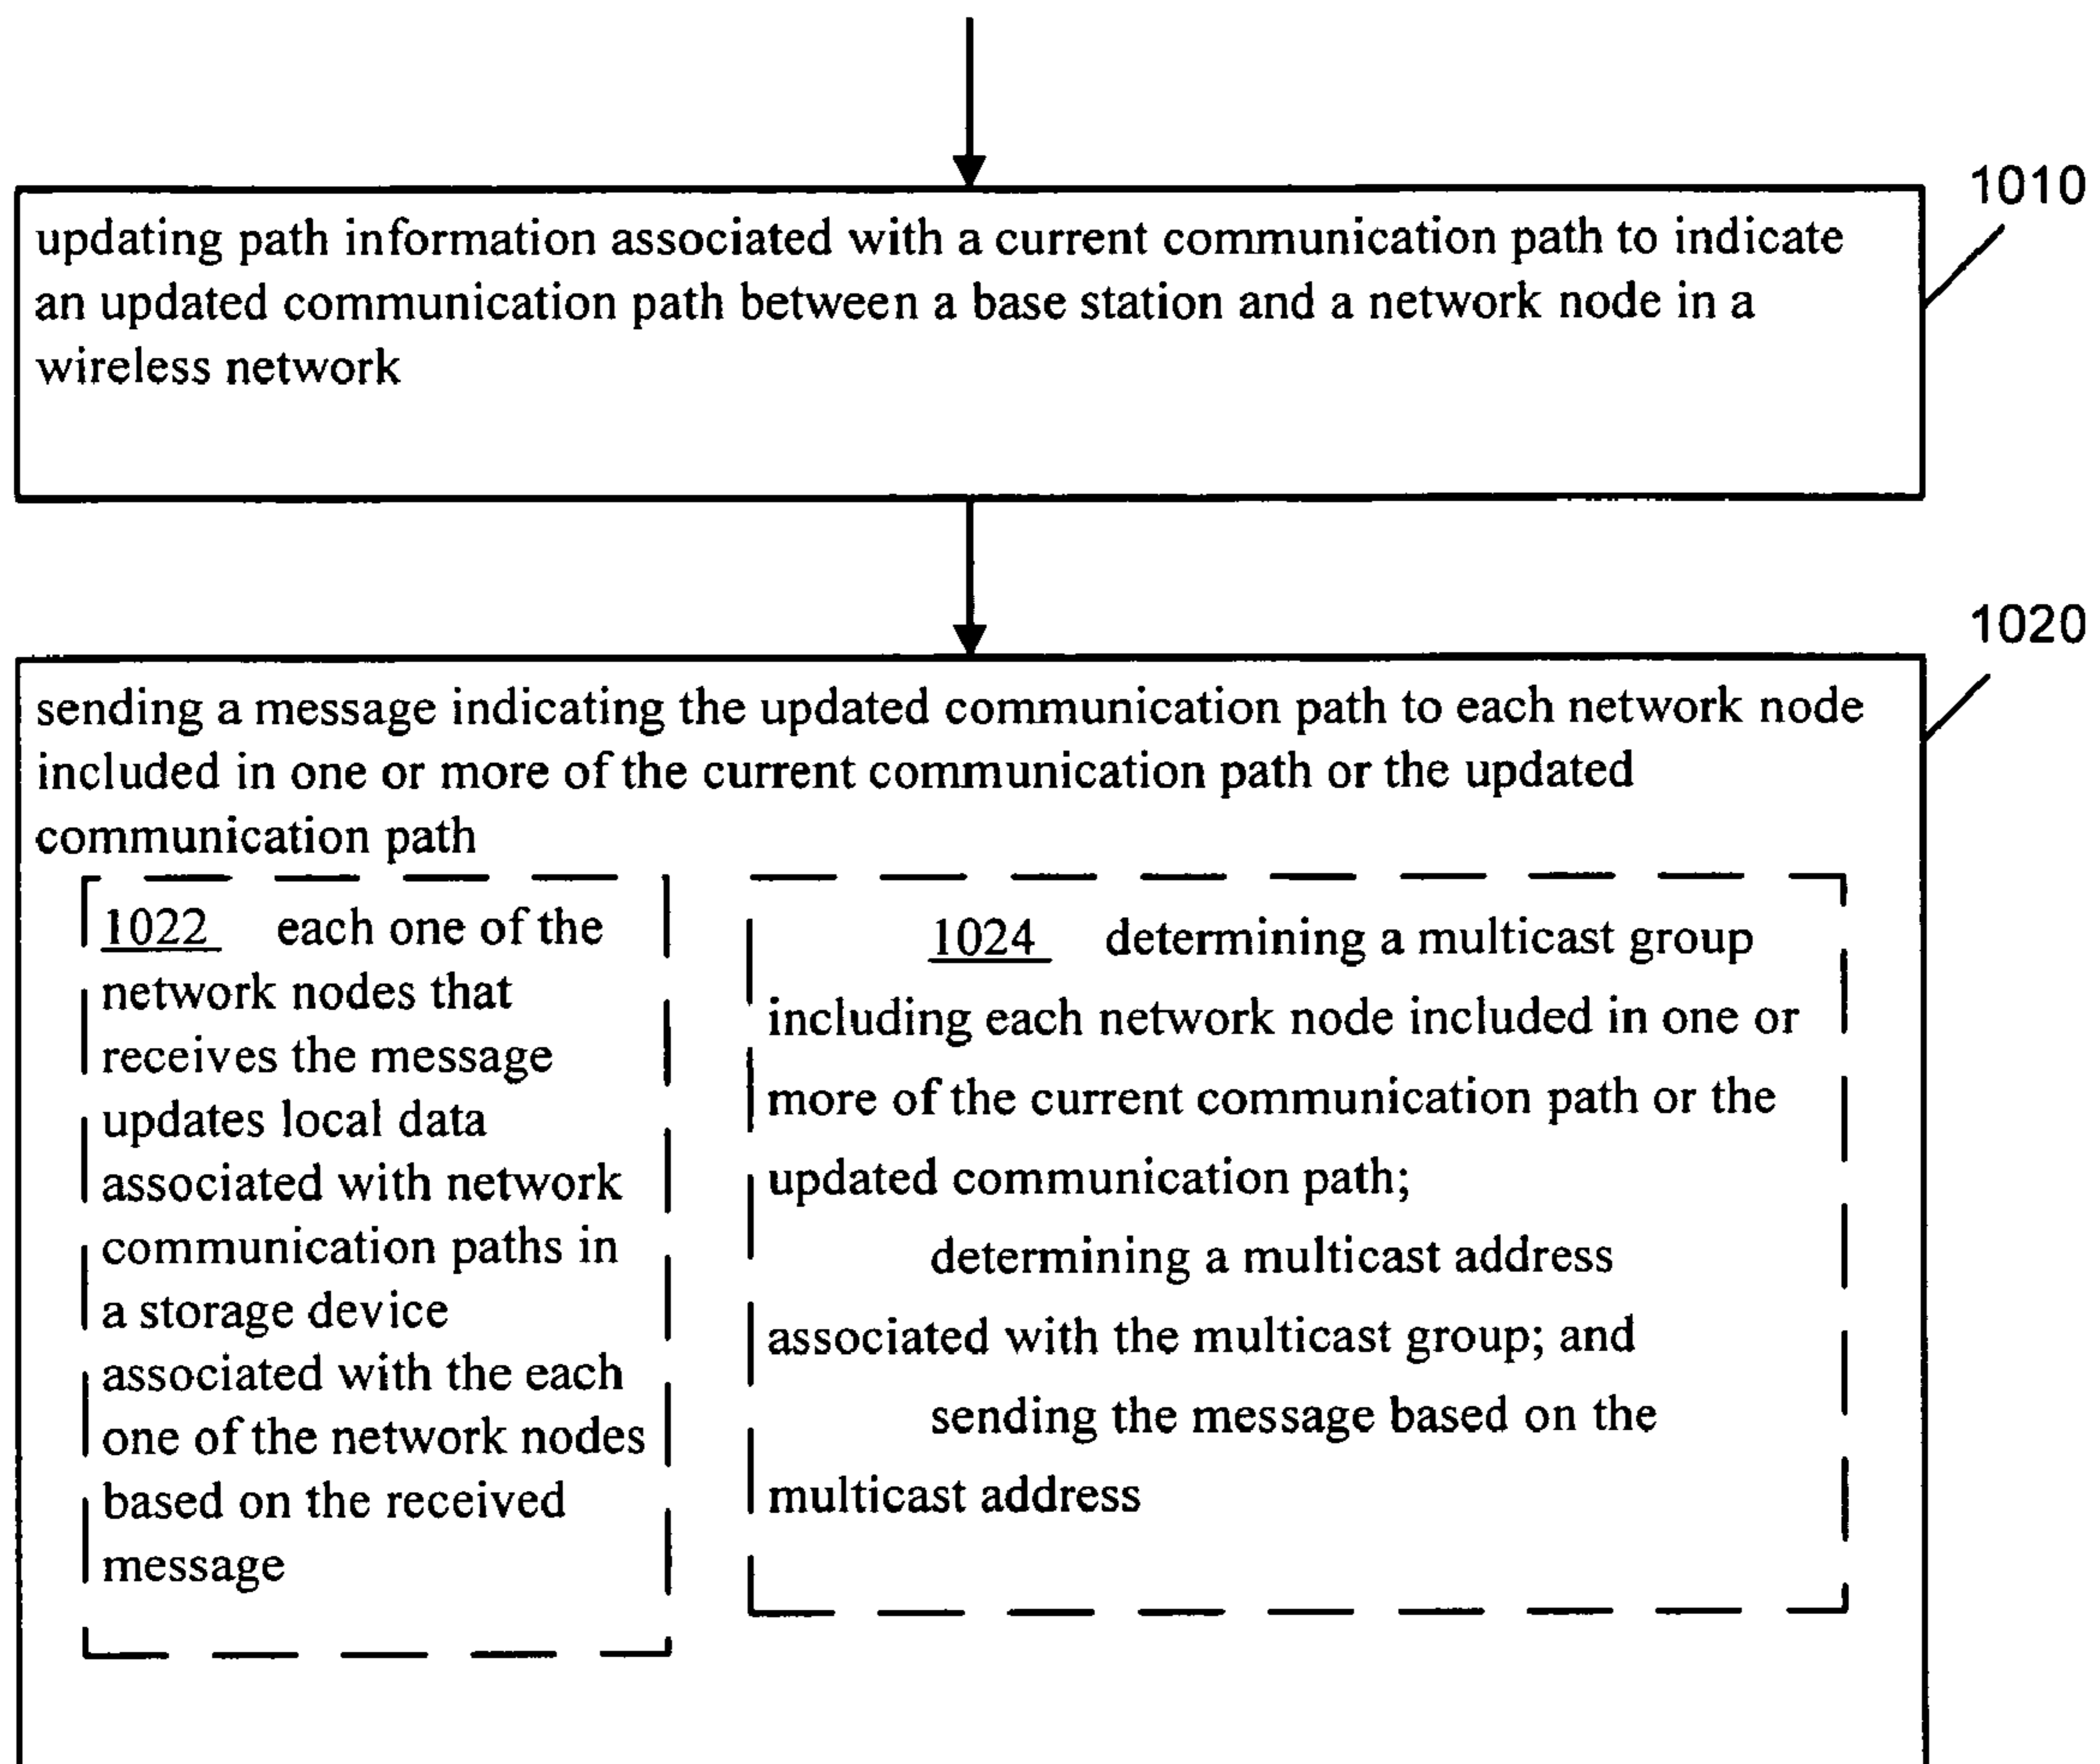 1010
updating path information associated with a current communication path to indicate
an updated communication path between a base station and a network node in a
wireless network
1020
sending a message indicating the updated communication path to each network node
included in one or more of the current communication path or the updated
communication path
1022 each one of the
network nodes that
receives the message
updates local data
associated with network
communication paths in
a storage device
associated with the each
one of the network nodes
based on the received
message
1024 determining a multicast group
including each network node included in one or
more of the current communication path or the
updated communication path;
determining a multicast address
associated with the multicast group; and
sending the message based on the
multicast address